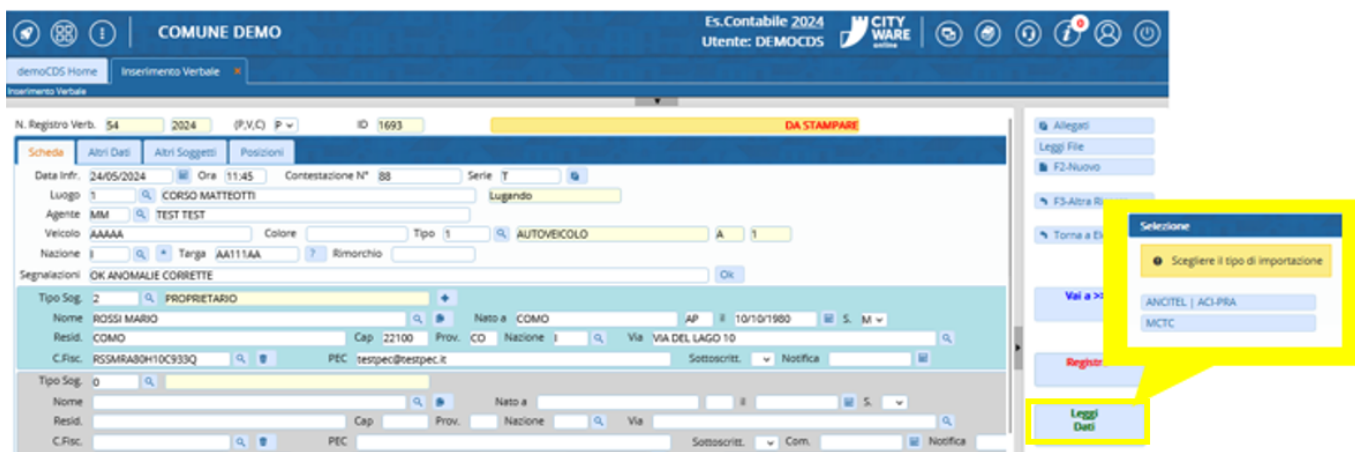 COMUNE DEMO
Es.Contabile 2024
Utente: DEMOCDS
CITY WARE online
0
demoCDS Home
Inserimento Verbale
Inserimento Verbale
N. Registro Verb. 54 2024 (P,V,C) P ID 1693 DA STAMPARE
Scheda Altri Dati Altri Soggetti Posizioni
Data Infr. 24/05/2024 Ora 11:45 Contestazione N° 88 Serie T
Luogo 1 CORSO MATTEOTTI Lugando
Agente MM TEST TEST
Veicolo AAAAA Colore Tipo 1 AUTOVEICOLO A 1
Nazione I * Targa AA111AA ? Rimorchio
Segnalazioni OK ANOMALIE CORRETTE Ok
Tipo Sog. 2 PROPRIETARIO
Nome ROSSI MARIO Nato a COMO AP il 10/10/1980 S. M
Resid. COMO Cap 22100 Prov. CO Nazione I Via VIA DEL LAGO 10
C.Fisc. RSSMRA80H10C933Q PEC testpec@testpec.it Sottoscritt. Notifica
Tipo Sog. 0
Nome Nato a il S.
Resid. Cap Prov. Nazione Via
C.Fisc. PEC Sottoscritt. Com. Notifica
Allegati
Leggi File
F2-Nuovo
F3-Altra
Torna a
Vai a >>
Registr
Leggi
Dati
Selezione
Scegliere il tipo di importazione
ANCITEL | ACI-PRA
MCTC